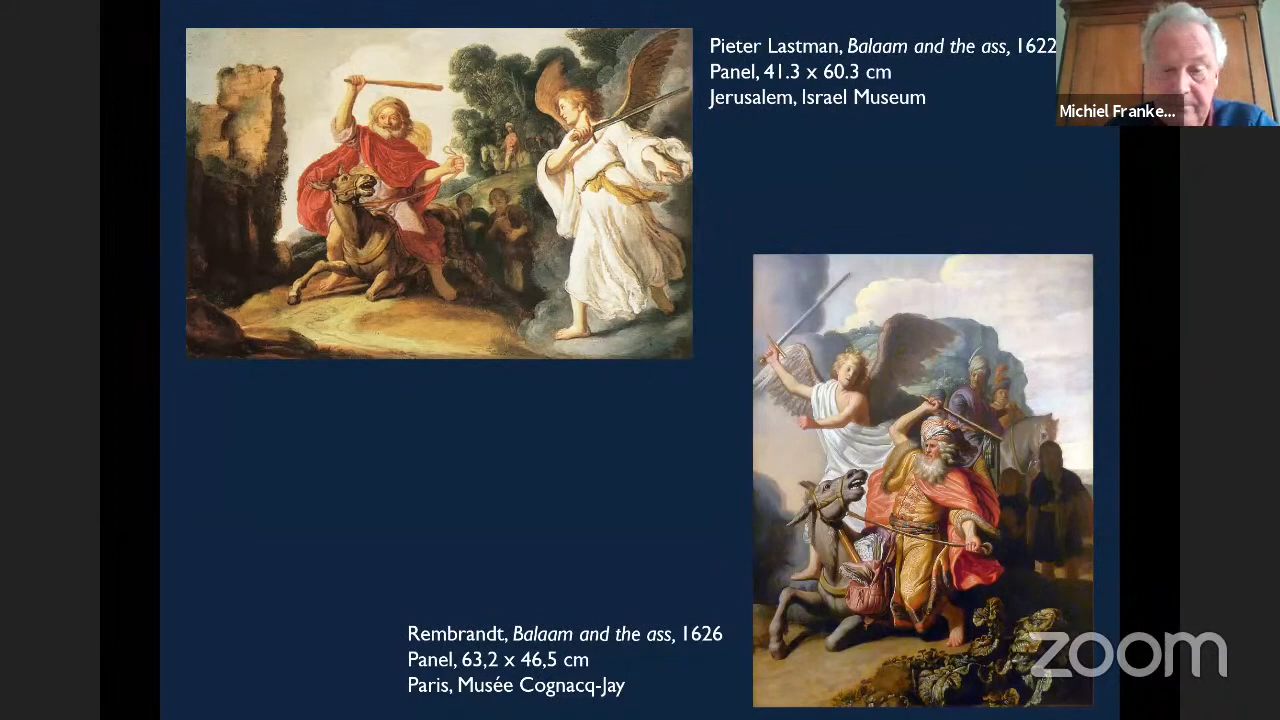 Pieter Lastman, Balaam and the ass, 1622
Panel, 41.3 x 60.3 cm
Jerusalem, Israel Museum
Michiel Franke...
Rembrandt, Balaam and the ass, 1626
Panel, 63,2 x 46,5 cm
Paris, Musée Cognacq-Jay
zoom